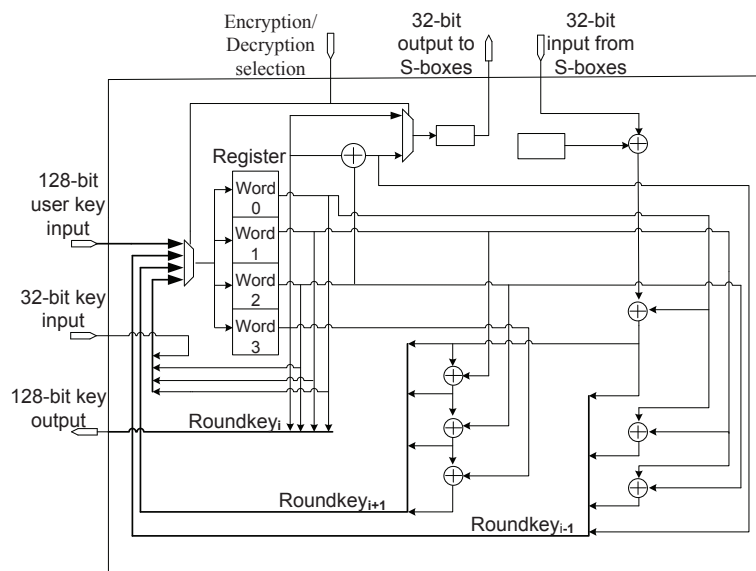 Encryption/
Decryption
selection
32-bit
output to
S-boxes
32-bit
input from
S-boxes
Register
128-bit
user key
input
Word
0
Word
1
Word
2
Word
3
32-bit key
input
128-bit key
output
Roundkeyi
Roundkeyi+1
Roundkeyi-1